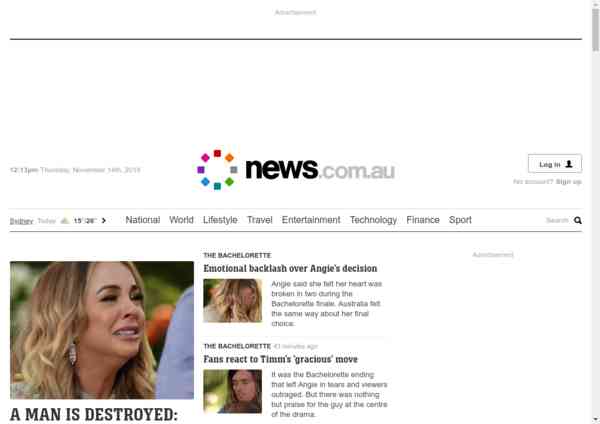 Advertisement
12:13pm Thursday, November 14th, 2019
news.com.au
Log in
No account? Sign up
Sydney Today 15°/26°
National World Lifestyle Travel Entertainment Technology Finance Sport
Search
THE BACHELORETTE
Emotional backlash over Angie's decision
Angie said she felt her heart was
broken in two during the
Bachelorette finale. Australia felt
the same way about her final
choice.
Advertisement
THE BACHELORETTE 43 minutes ago
Fans react to Timm's 'gracious' move
It was the Bachelorette ending
that left Angie in tears and viewers
outraged. But there was nothing
but praise for the guy at the centre
of the drama.
A MAN IS DESTROYED: